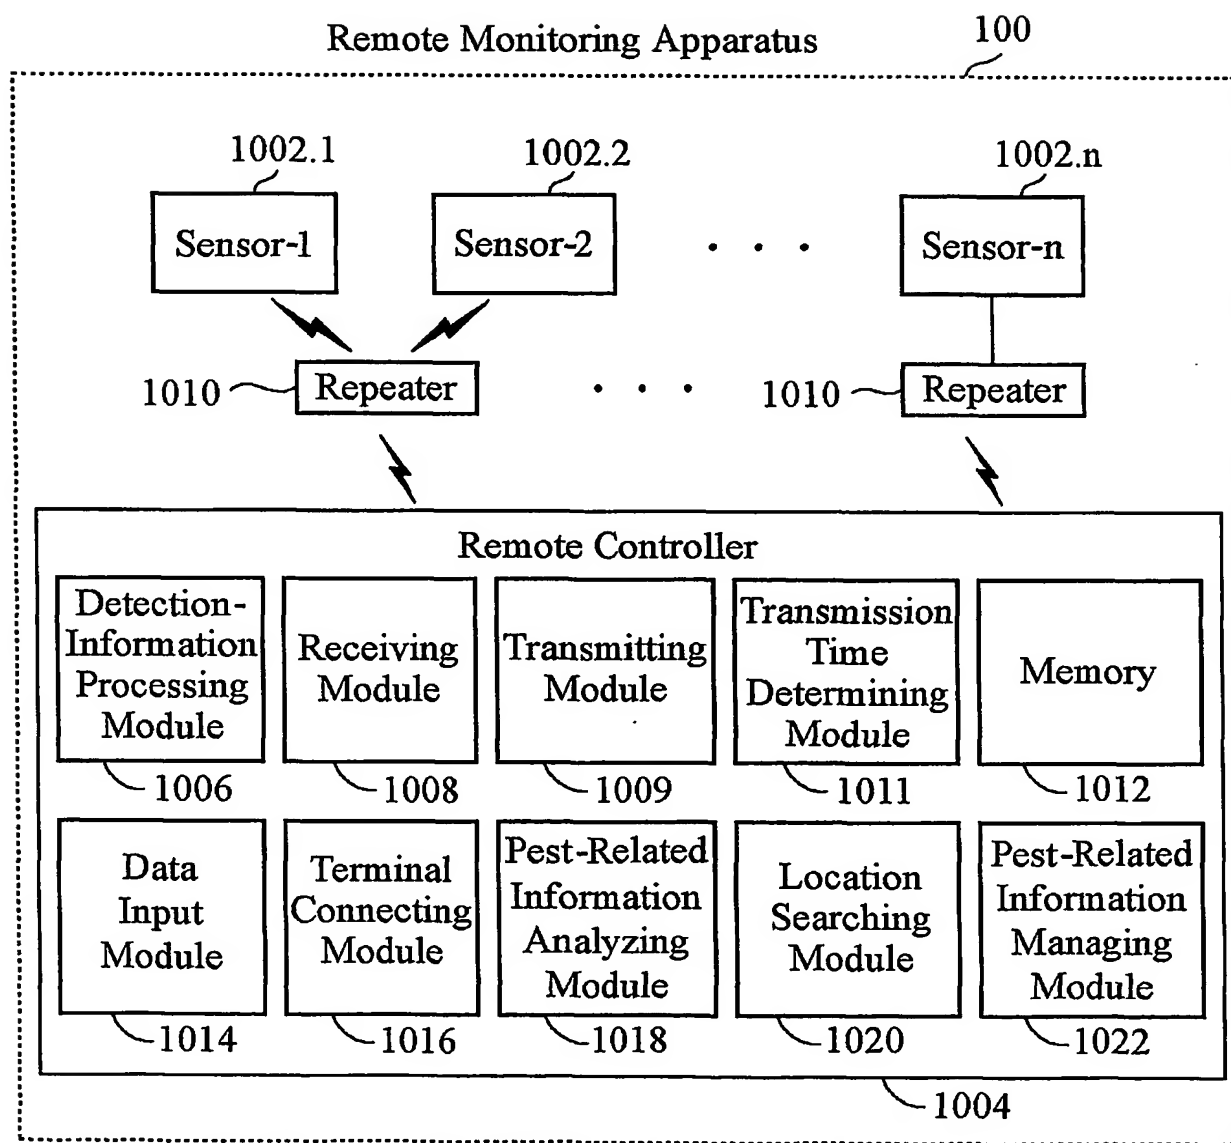 Remote Monitoring Apparatus
100
1002.1
1002.2
1002.n
Sensor-1
Sensor-2
. . .
Sensor-n
1010
Repeater
. . .
1010
Repeater
Remote Controller
Detection-
Information
Processing
Module
1006
Receiving
Module
1008
Transmitting
Module
1009
Transmission
Time
Determining
Module
1011
Memory
1012
Data
Input
Module
1014
Terminal
Connecting
Module
1016
Pest-Related
Information
Analyzing
Module
1018
Location
Searching
Module
1020
Pest-Related
Information
Managing
Module
1022
1004